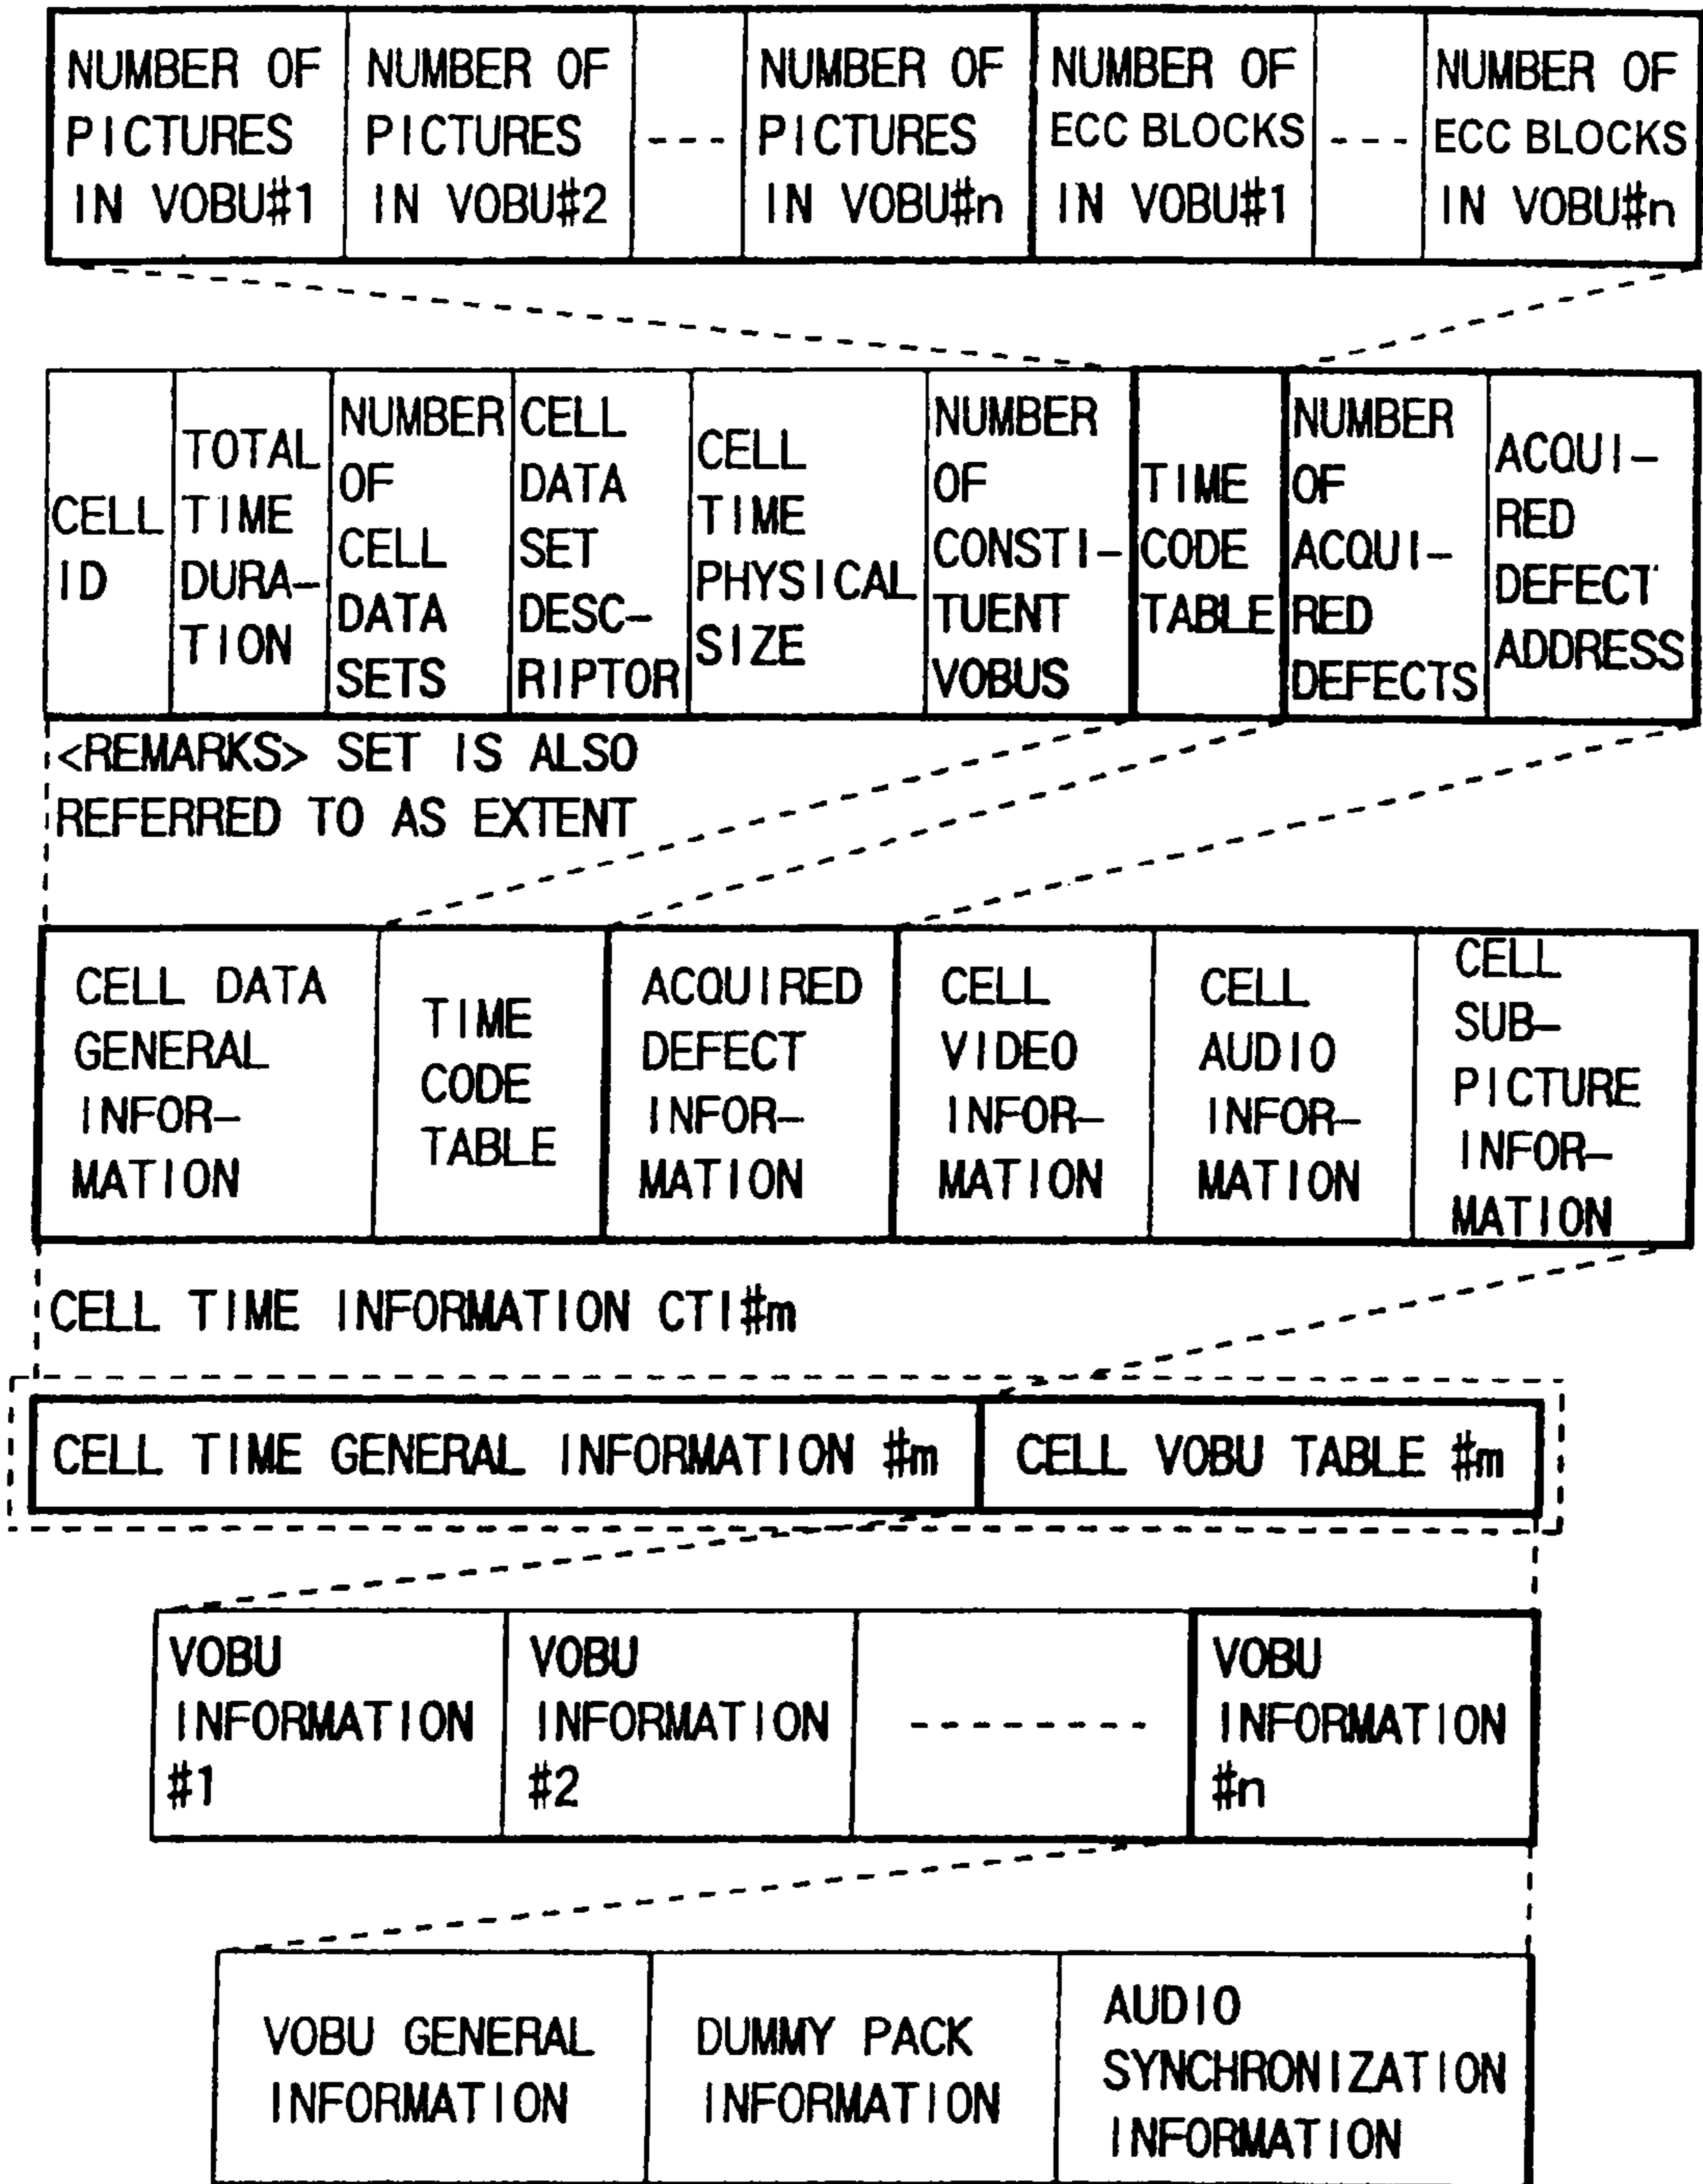 NUMBER OF
PICTURES
IN VOBU#1
NUMBER OF
PICTURES
IN VOBU#2
---
NUMBER OF
PICTURES
IN VOBU#n
NUMBER OF
ECC BLOCKS
IN VOBU#1
---
NUMBER OF
ECC BLOCKS
IN VOBU#n
CELL
ID
TOTAL
TIME
DURA-
TION
NUMBER
OF
CELL
DATA
SETS
CELL
DATA
SET
DESC-
RIPTOR
CELL
TIME
PHYSICAL
SIZE
NUMBER
OF
CONSTI-
TUENT
VOBUS
TIME
CODE
TABLE
NUMBER
OF
ACQUI-
RED
DEFECTS
ACQUI-
RED
DEFECT
ADDRESS
<REMARKS> SET IS ALSO
REFERRED TO AS EXTENT
CELL DATA
GENERAL
INFOR-
MATION
TIME
CODE
TABLE
ACQUIRED
DEFECT
INFOR-
MATION
CELL
VIDEO
INFOR-
MATION
CELL
AUDIO
INFOR-
MATION
CELL
SUB-
PICTURE
INFOR-
MATION
CELL TIME INFORMATION CTI#m
CELL TIME GENERAL INFORMATION #m
CELL VOBU TABLE #m
VOBU
INFORMATION
#1
VOBU
INFORMATION
#2
---------
VOBU
INFORMATION
#n
VOBU GENERAL
INFORMATION
DUMMY PACK
INFORMATION
AUDIO
SYNCHRONIZATION
INFORMATION